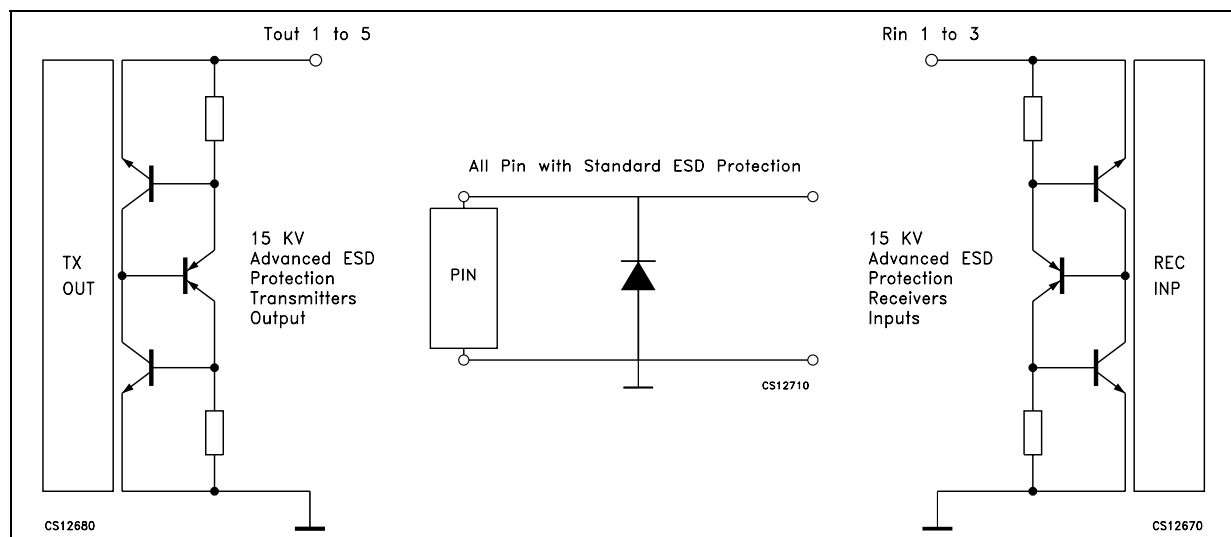 Tout 1 to 5
Rin 1 to 3
All Pin with Standard ESD Protection
TX
OUT
15 KV
Advanced ESD
Protection
Transmitters
Output
PIN
15 KV
Advanced ESD
Protection
Receivers
Inputs
REC
INP
CS12710
CS12680
CS12670